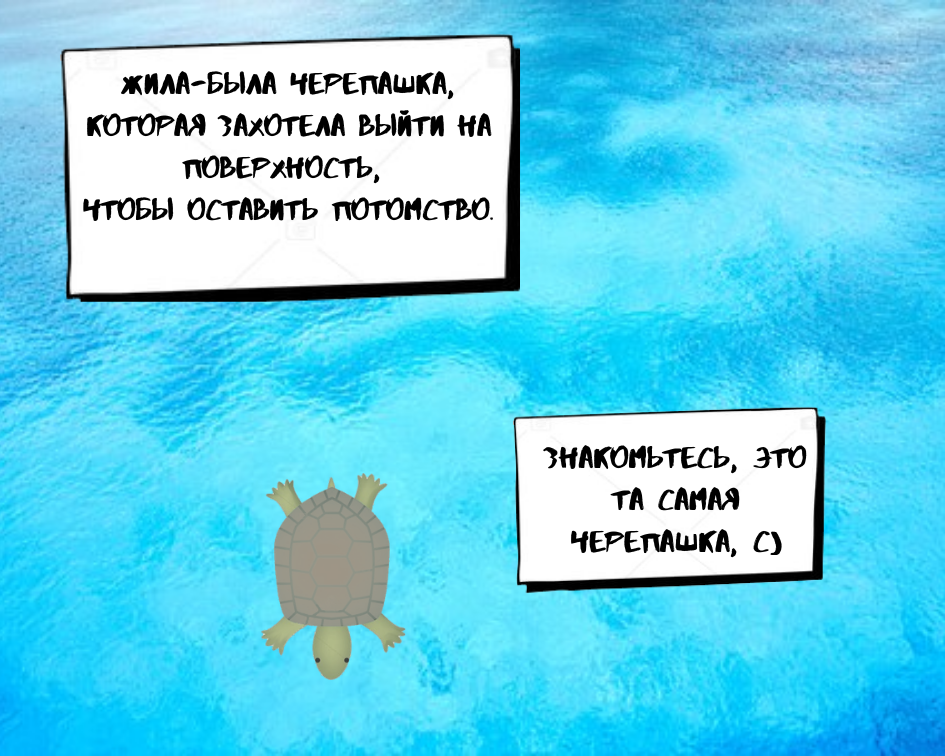 ЖИЛА-БЫЛА ЧЕРЕПАШКА,
КОТОРАЯ ЗАХОТЕЛА ВЫЙТИ НА
ПОВЕРХНОСТЬ,
ЧТОБЫ ОСТАВИТЬ ПОТОМСТВО.
ЗНАКОМЬТЕСЬ, ЭТО
ТА САМАЯ
ЧЕРЕПАШКА, С)